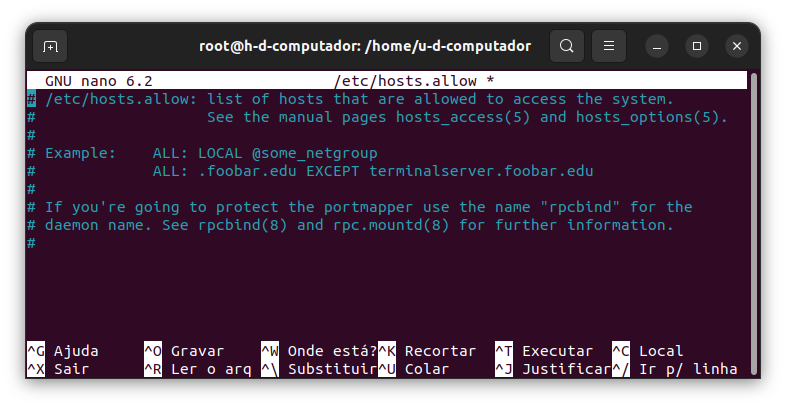 root@h-d-computador: /home/u-d-computador
GNU nano 6.2 /etc/hosts.allow *
# /etc/hosts.allow: list of hosts that are allowed to access the system.
# See the manual pages hosts_access(5) and hosts_options(5).
#
# Example: ALL: LOCAL @some_netgroup
# ALL: .foobar.edu EXCEPT terminalserver.foobar.edu
#
# If you're going to protect the portmapper use the name "rpcbind" for the
# daemon name. See rpcbind(8) and rpc.mountd(8) for further information.
#
^G Ajuda ^O Gravar ^W Onde está? ^K Recortar ^T Executar ^C Local
^X Sair ^R Ler o arq ^\ Substituir ^U Colar ^J Justificar ^/ Ir p/ linha